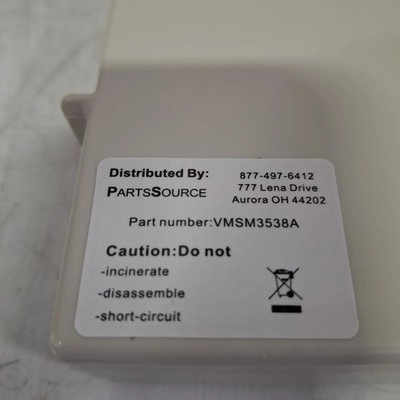 Distributed By:
PARTSSOURCE
877-497-6412
777 Lena Drive
Aurora OH 44202
Part number:VMSM3538A
Caution:Do not
-incinerate
-disassemble
-short-circuit